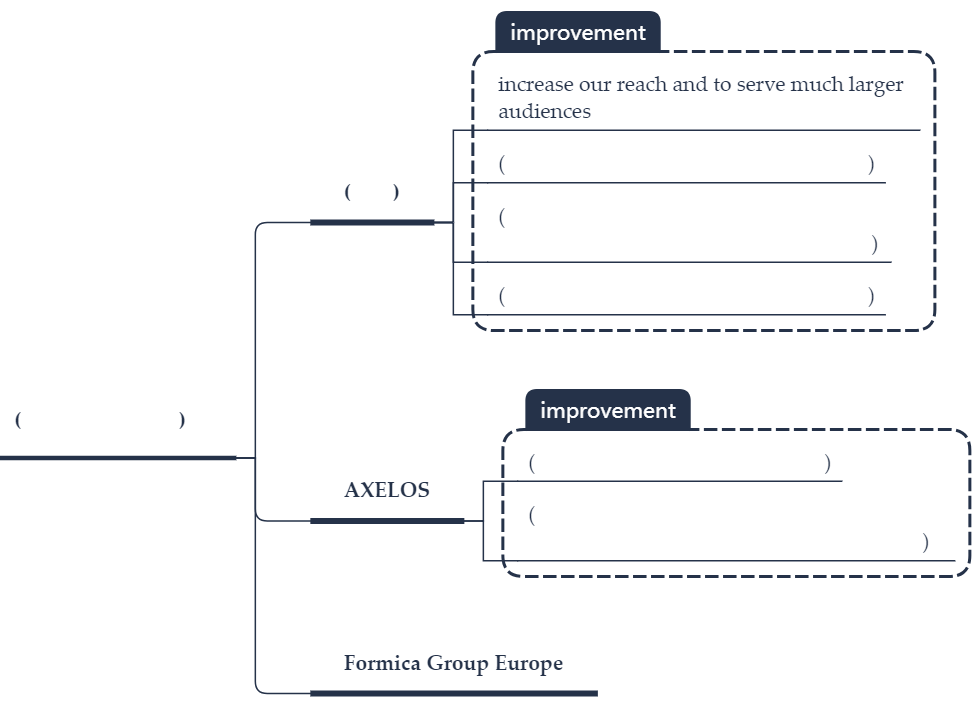 improvement
increase our reach and to serve much larger
audiences
( )
(
)
( )
( )
( )
improvement
( )
(
)
AXELOS
Formica Group Europe